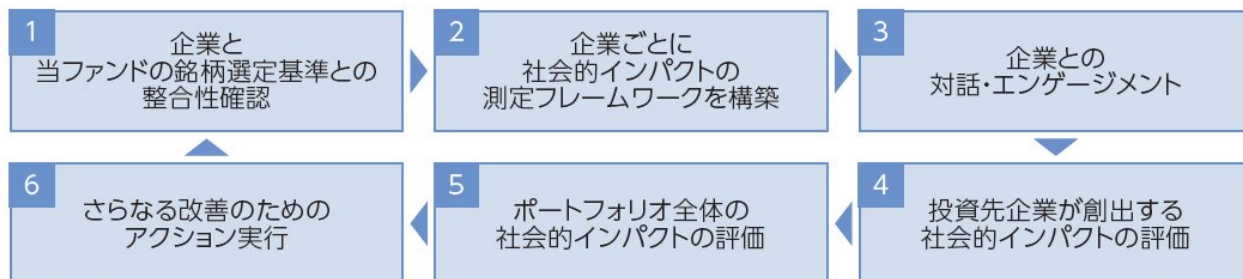 1
企業と
当ファンドの銘柄選定基準との
整合性確認
2
企業ごとに
社会的インパクトの
測定フレームワークを構築
3
企業との
対話・エンゲージメント
4
投資先企業が創出する
社会的インパクトの評価
5
ポートフォリオ全体の
社会的インパクトの評価
6
さらなる改善のための
アクション実行